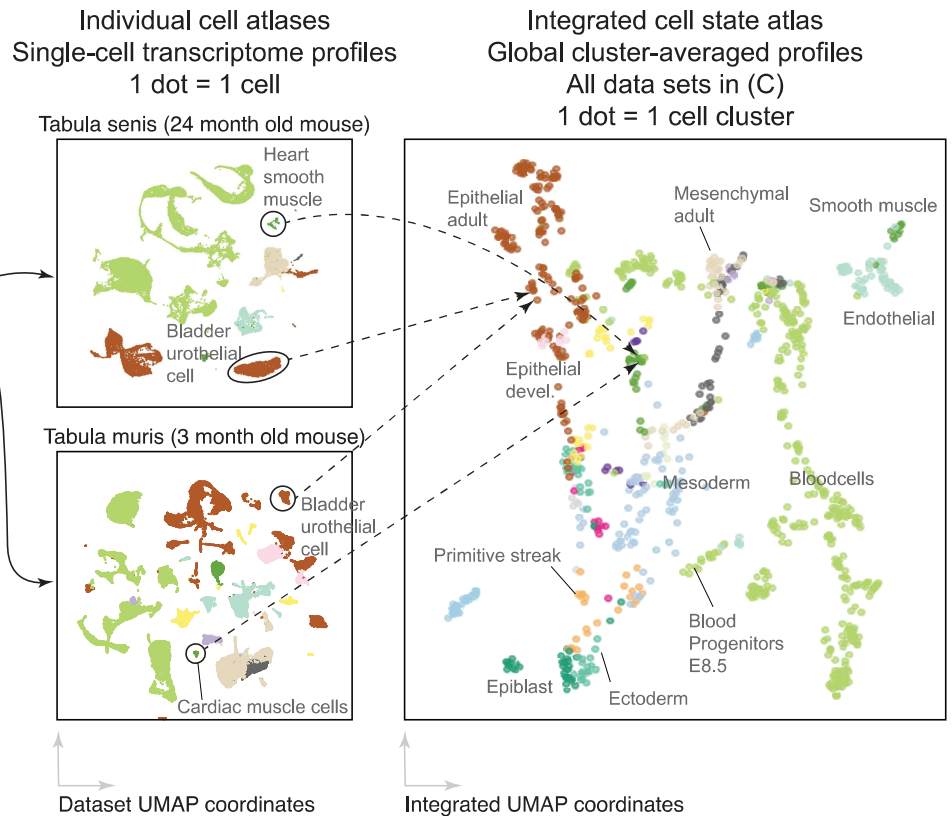 Individual cell atlases
Single-cell transcriptome profiles
1 dot = 1 cell
Tabula senis (24 month old mouse)
Heart
smooth
muscle
Bladder
urothelial
cell
Tabula muris (3 month old mouse)
Bladder
urothelial
cell
Cardiac muscle cells
Dataset UMAP coordinates
Integrated cell state atlas
Global cluster-averaged profiles
All data sets in (C)
1 dot = 1 cell cluster
Epithelial
adult
Mesenchymal
adult
Smooth muscle
Endothelial
Epithelial
devel.
Mesoderm
Bloodcells
Primitive streak
Blood
Progenitors
E8.5
Epiblast
Ectoderm
Integrated UMAP coordinates